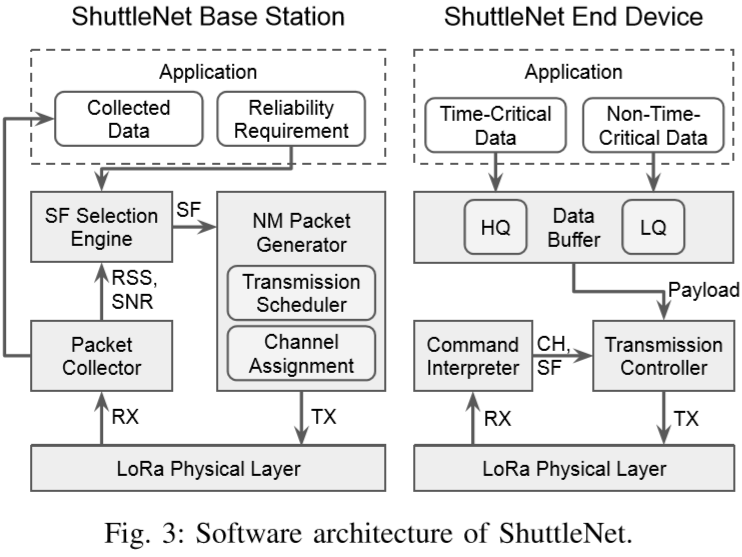 ShuttleNet Base Station
Application
Collected
Data
Reliability
Requirement
SF Selection
Engine
SF
NM Packet
Generator
Transmission
Scheduler
Channel
Assignment
RSS,
SNR
Packet
Collector
RX
TX
LoRa Physical Layer
ShuttleNet End Device
Application
Time-Critical
Data
Non-Time-
Critical Data
HQ
Data
Buffer
LQ
Payload
Command
Interpreter
CH,
SF
Transmission
Controller
RX
TX
LoRa Physical Layer
Fig. 3: Software architecture of ShuttleNet.